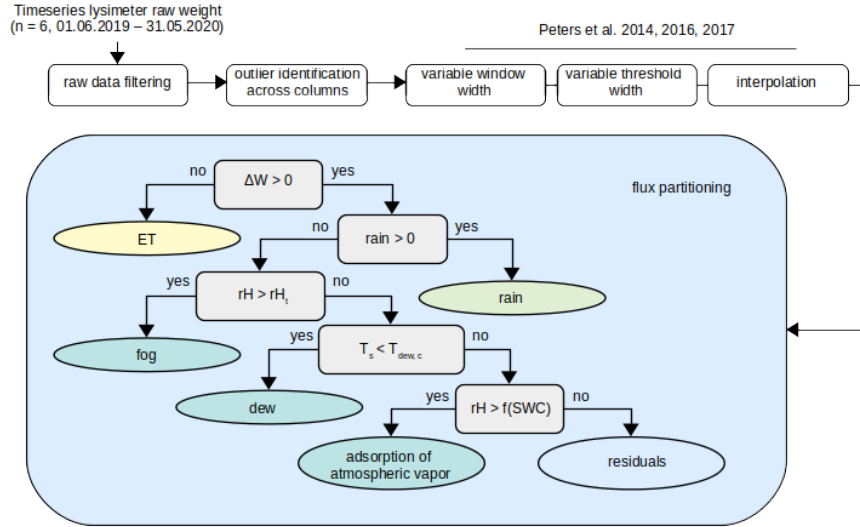 Timeseries lysimeter raw weight
(n = 6, 01.06.2019 – 31.05.2020)
Peters et al. 2014, 2016, 2017
raw data filtering
outlier identification
across columns
variable window
width
variable threshold
width
interpolation
flux partitioning
no
ΔW > 0
yes
ET
no
rain > 0
yes
yes
rH > rHt
no
rain
fog
yes
Ts < Tdew, c
no
dew
yes
rH > f(SWC)
no
adsorption of
atmospheric vapor
residuals